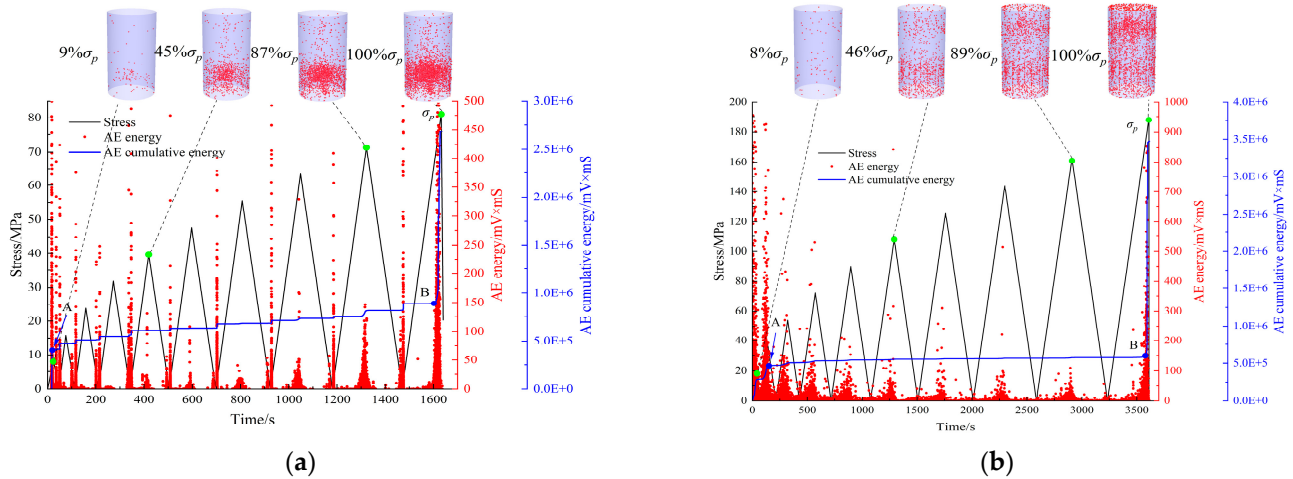 9%σp 45%σp 87%σp 100%σp
σp
Stress
AE energy
AE cumulative energy
A
B
Stress/MPa
0 10 20 30 40 50 60 70 80
AE energy/mV×mS
0 50 100 150 200 250 300 350 400 450 500
AE cumulative energy/mV×mS
0.0E+0 5.0E+5 1.0E+6 1.5E+6 2.0E+6 2.5E+6 3.0E+6
0 200 400 600 800 1000 1200 1400 1600
Time/s
(a)
8%σp 46%σp 89%σp 100%σp
σp
Stress
AE energy
AE cumulative energy
A
B
Stress/MPa
0 20 40 60 80 100 120 140 160 180 200
AE energy/mV×mS
0 100 200 300 400 500 600 700 800 900 1000
AE cumulative energy/mV×mS
0.0E+0 5.0E+5 1.0E+6 1.5E+6 2.0E+6 2.5E+6 3.0E+6 3.5E+6 4.0E+6
0 500 1000 1500 2000 2500 3000 3500
Time/s
(b)